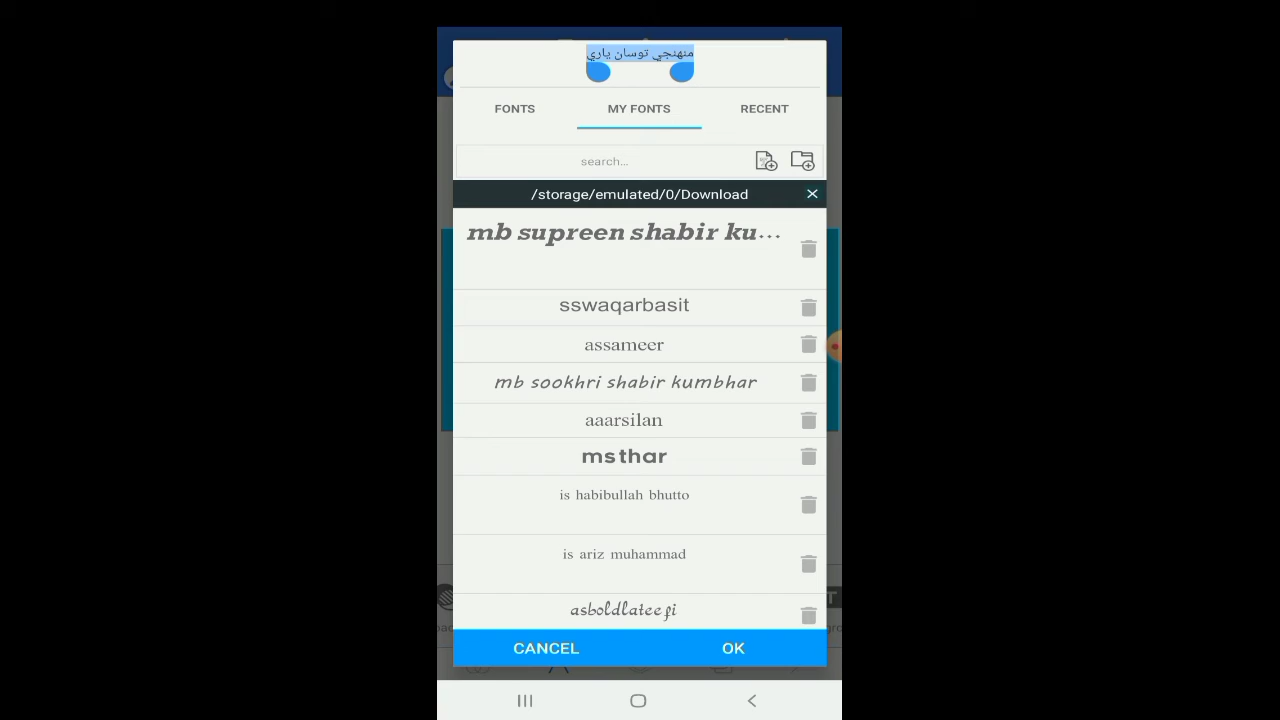 منهنجي توسان ياري
FONTS MY FONTS RECENT
search...
/storage/emulated/0/Download
mb supreen shabir ku...
sswaqarbasit
assameer
mb sookhri shabir kumbhar
aaarsilan
msthar
is habibullah bhutto
is ariz muhammad
asboldlateefi
CANCEL OK